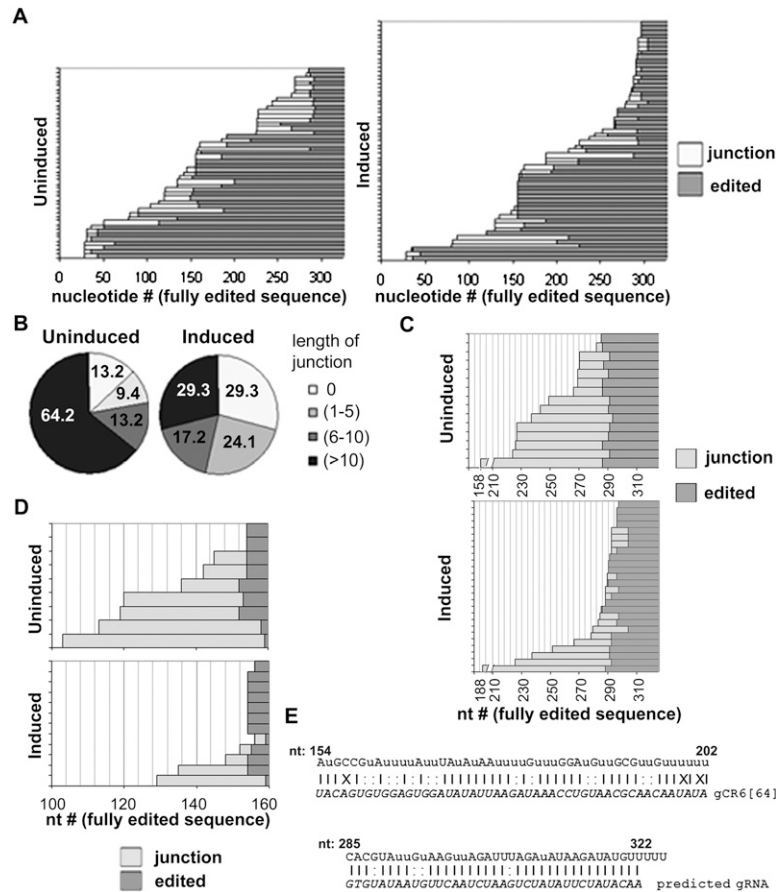 A
Uninduced
0 50 100 150 200 250 300
nucleotide # (fully edited sequence)
Induced
0 50 100 150 200 250 300
nucleotide # (fully edited sequence)
junction
edited
B
Uninduced Induced
13.2
9.4
13.2
64.2
29.3
24.1
17.2
29.3
length of
junction
0
(1-5)
(6-10)
(>10)
C
Uninduced
158 210 230 250 270 290 310
Induced
188 210 230 250 270 290 310
nt # (fully edited sequence)
junction
edited
D
Uninduced
Induced
100 120 140 160
nt # (fully edited sequence)
junction
edited
E
nt: 154 202
AuGCCGuAuuuuAuuUAuAuAAuuuuGuuuGGAuGuuGCGuuGuuuuuu
UACAGUGUGGAGUGGAUAUAUUAAGAUAAACCUGUAACGCAACAAUAUA gCR6[64]
nt: 285 322
CACGUAuuGuAAGuuAGAUUUAGAuAUAAGAUAUGUUUUU
GUGUAUAAUGUUCAAUCUAAGUCUAUAUUCUAUACAA predicted gRNA